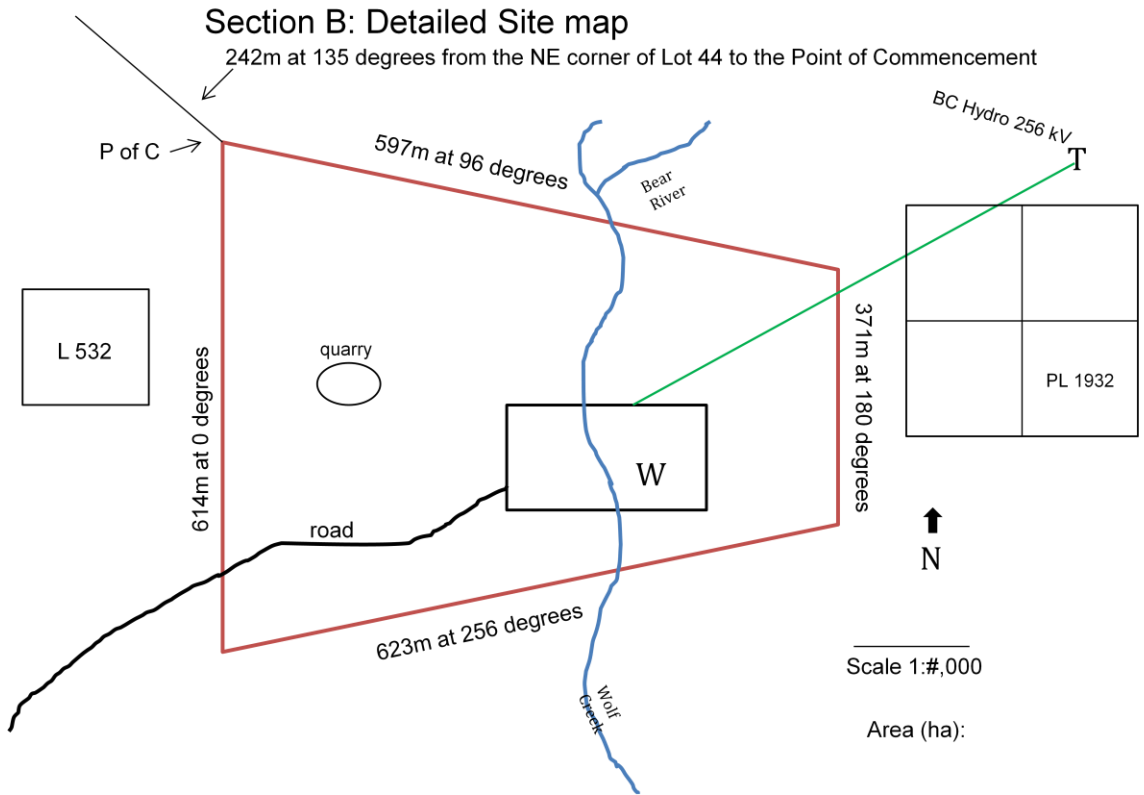 Section B: Detailed Site map
242m at 135 degrees from the NE corner of Lot 44 to the Point of Commencement
BC Hydro 256 kV
T
P of C
597m at 96 degrees
Bear
River
L 532
quarry
614m at 0 degrees
371m at 180 degrees
PL 1932
W
road
N
623m at 256 degrees
Scale 1:#,000
Wolf
Creek
Area (ha):